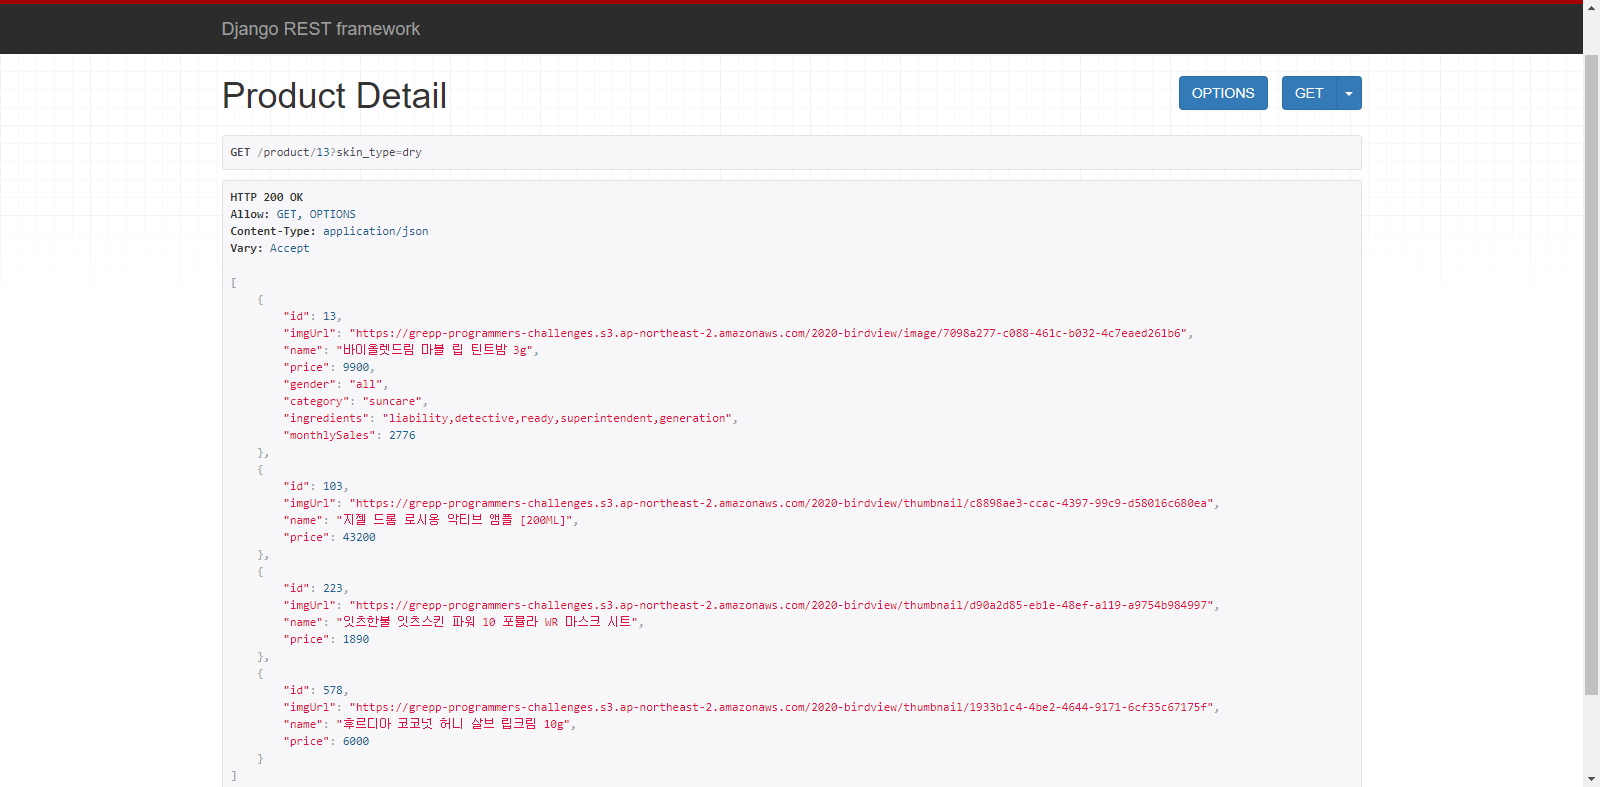 Django REST framework
Product Detail
OPTIONS
GET
GET /product/13?skin_type=dry
HTTP 200 OK
Allow: GET, OPTIONS
Content-Type: application/json
Vary: Accept
[
    {
        "id": 13,
        "imgUrl": "https://grepp-programmers-challenges.s3.ap-northeast-2.amazonaws.com/2020-birdview/image/7098a277-c088-461c-b032-4c7eaed261b6",
        "name": "바이올렛드림 마블 립 틴트밤 3g",
        "price": 9900,
        "gender": "all",
        "category": "suncare",
        "ingredients": "liability,detective,ready,superintendent,generation",
        "monthlySales": 2776
    },
    {
        "id": 103,
        "imgUrl": "https://grepp-programmers-challenges.s3.ap-northeast-2.amazonaws.com/2020-birdview/thumbnail/c8898ae3-ccac-4397-99c9-d58016c680ea",
        "name": "지젤 드룸 로시옹 악티브 앰플 [200ML]",
        "price": 43200
    },
    {
        "id": 223,
        "imgUrl": "https://grepp-programmers-challenges.s3.ap-northeast-2.amazonaws.com/2020-birdview/thumbnail/d90a2d85-eb1e-48ef-a119-a9754b984997",
        "name": "잇츠한불 잇츠스킨 파워 10 포뮬라 WR 마스크 시트",
        "price": 1890
    },
    {
        "id": 578,
        "imgUrl": "https://grepp-programmers-challenges.s3.ap-northeast-2.amazonaws.com/2020-birdview/thumbnail/1933b1c4-4be2-4644-9171-6cf35c67175f",
        "name": "후르디아 코코넛 허니 살브 립크림 10g",
        "price": 6000
    }
]